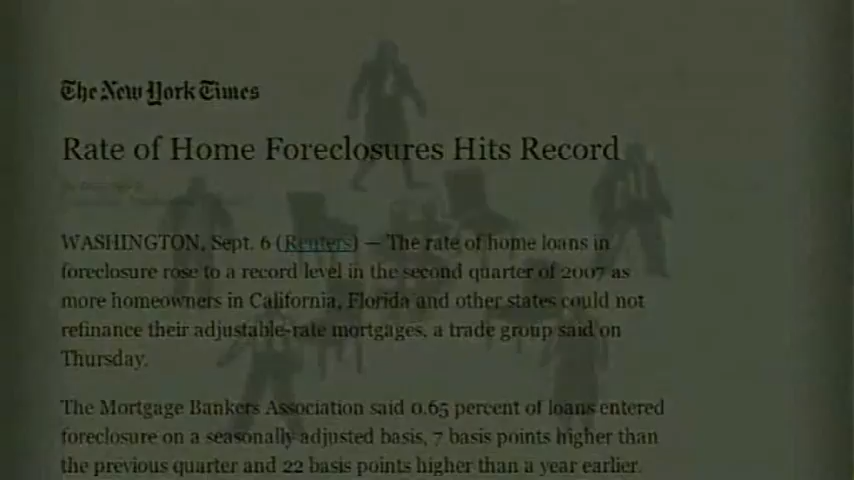 The New York Times
Rate of Home Foreclosures Hits Record
WASHINGTON, Sept. 6 (Reuters) — The rate of home loans in
foreclosure rose to a record level in the second quarter of 2007 as
more homeowners in California, Florida and other states could not
refinance their adjustable-rate mortgages, a trade group said on
Thursday.
The Mortgage Bankers Association said 0.65 percent of loans entered
foreclosure on a seasonally adjusted basis, 7 basis points higher than
the previous quarter and 22 basis points higher than a year earlier.